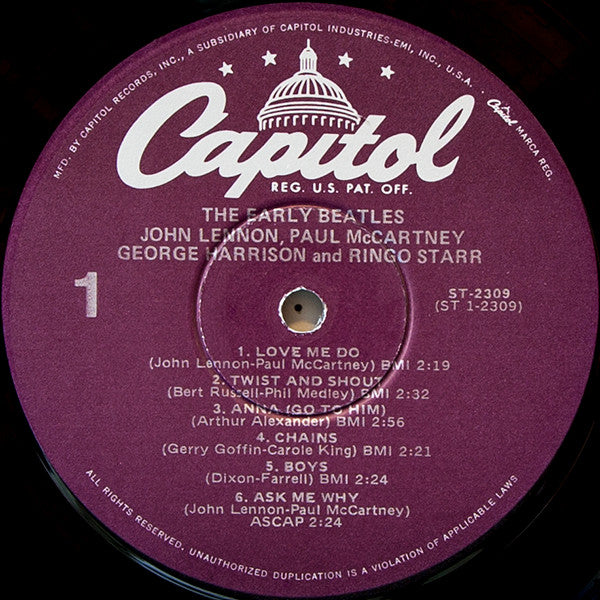 MFD. BY CAPITOL RECORDS, INC., A SUBSIDIARY OF CAPITOL INDUSTRIES-EMI, INC., U.S.A. · Capitol MARCA REG.
Capitol
REG. U.S. PAT. OFF.
THE EARLY BEATLES
JOHN LENNON, PAUL McCARTNEY
GEORGE HARRISON and RINGO STARR
1
ST-2309
(ST 1-2309)
1. LOVE ME DO
(John Lennon-Paul McCartney) BMI 2:19
2. TWIST AND SHOUT
(Bert Russell-Phil Medley) BMI 2:32
3. ANNA (GO TO HIM)
(Arthur Alexander) BMI 2:56
4. CHAINS
(Gerry Goffin-Carole King) BMI 2:21
5. BOYS
(Dixon-Farrell) BMI 2:24
6. ASK ME WHY
(John Lennon-Paul McCartney)
ASCAP 2:24
ALL RIGHTS RESERVED. UNAUTHORIZED DUPLICATION IS A VIOLATION OF APPLICABLE LAWS